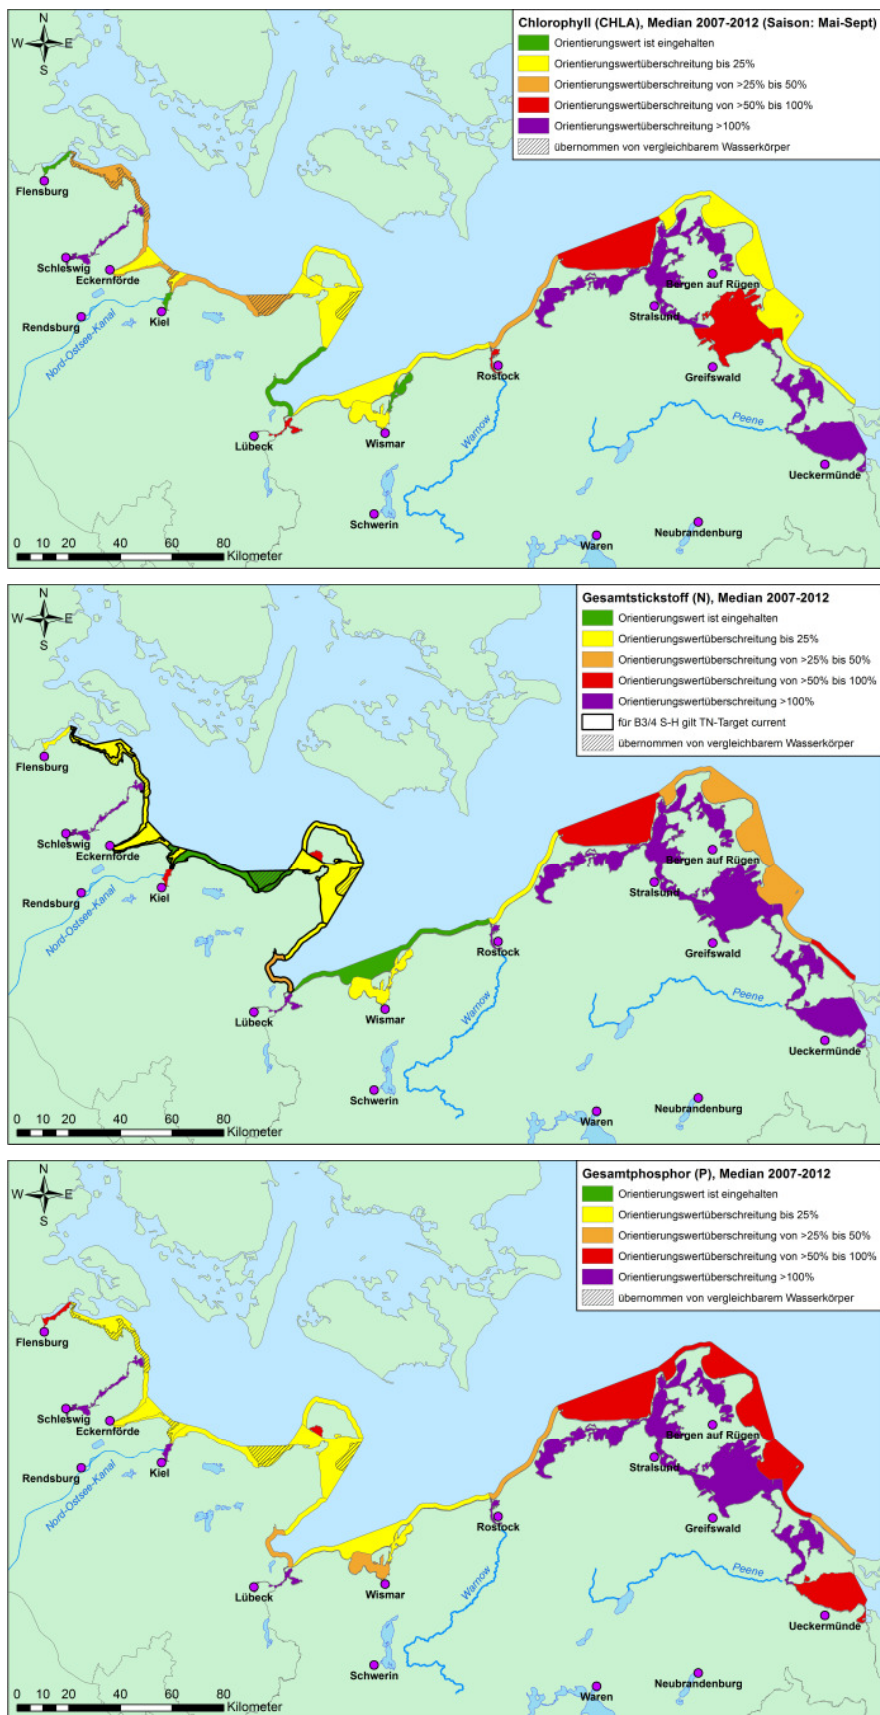 N
W E
S
Chlorophyll (CHLA), Median 2007-2012 (Saison: Mai-Sept)
Orientierungswert ist eingehalten
Orientierungswertüberschreitung bis 25%
Orientierungswertüberschreitung von >25% bis 50%
Orientierungswertüberschreitung von >50% bis 100%
Orientierungswertüberschreitung >100%
übernommen von vergleichbarem Wasserkörper
Flensburg
Schleswig
Eckernförde
Rendsburg
Nord-Ostsee-Kanal
Kiel
Bergen auf Rügen
Stralsund
Greifswald
Rostock
Lübeck
Wismar
Warnow
Peene
Ueckermünde
Schwerin
Waren
Neubrandenburg
0 10 20 40 60 80
Kilometer
N
W E
S
Gesamtstickstoff (N), Median 2007-2012
Orientierungswert ist eingehalten
Orientierungswertüberschreitung bis 25%
Orientierungswertüberschreitung von >25% bis 50%
Orientierungswertüberschreitung von >50% bis 100%
Orientierungswertüberschreitung >100%
für B3/4 S-H gilt TN-Target current
übernommen von vergleichbarem Wasserkörper
Flensburg
Schleswig
Eckernförde
Rendsburg
Nord-Ostsee-Kanal
Kiel
Bergen auf Rügen
Stralsund
Greifswald
Rostock
Lübeck
Wismar
Warnow
Peene
Ueckermünde
Schwerin
Waren
Neubrandenburg
0 10 20 40 60 80
Kilometer
N
W E
S
Gesamtphosphor (P), Median 2007-2012
Orientierungswert ist eingehalten
Orientierungswertüberschreitung bis 25%
Orientierungswertüberschreitung von >25% bis 50%
Orientierungswertüberschreitung von >50% bis 100%
Orientierungswertüberschreitung >100%
übernommen von vergleichbarem Wasserkörper
Flensburg
Schleswig
Eckernförde
Rendsburg
Nord-Ostsee-Kanal
Kiel
Bergen auf Rügen
Stralsund
Greifswald
Rostock
Lübeck
Wismar
Warnow
Peene
Ueckermünde
Schwerin
Waren
Neubrandenburg
0 10 20 40 60 80
Kilometer